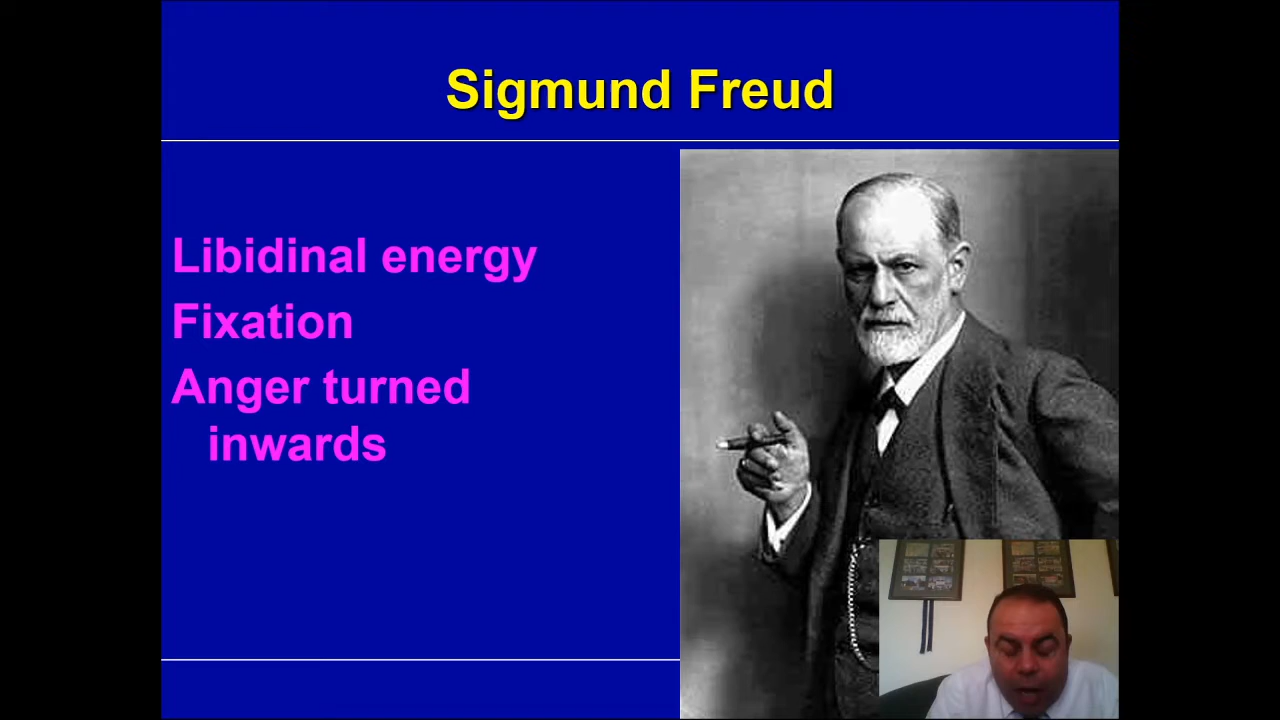 Sigmund Freud
Libidinal energy
Fixation
Anger turned
inwards